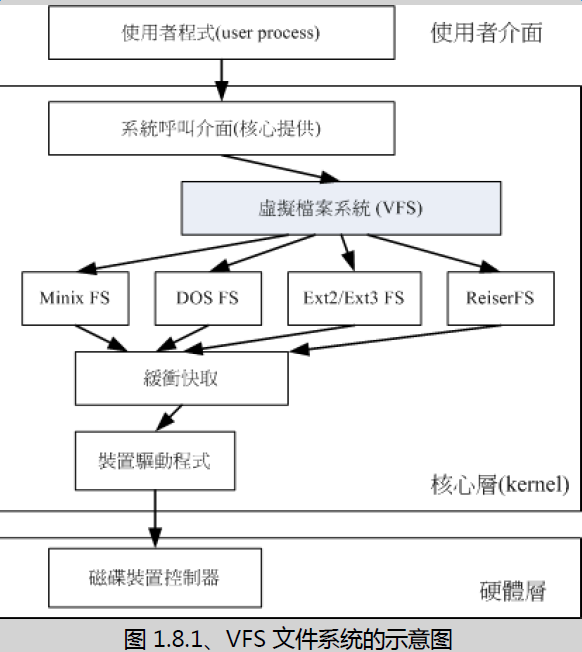 使用者程式(user process)
使用者介面
系統呼叫介面(核心提供)
虛擬檔案系統 (VFS)
Minix FS
DOS FS
Ext2/Ext3 FS
ReiserFS
緩衝快取
裝置驅動程式
核心層(kernel)
磁碟裝置控制器
硬體層
图 1.8.1、VFS 文件系统的示意图